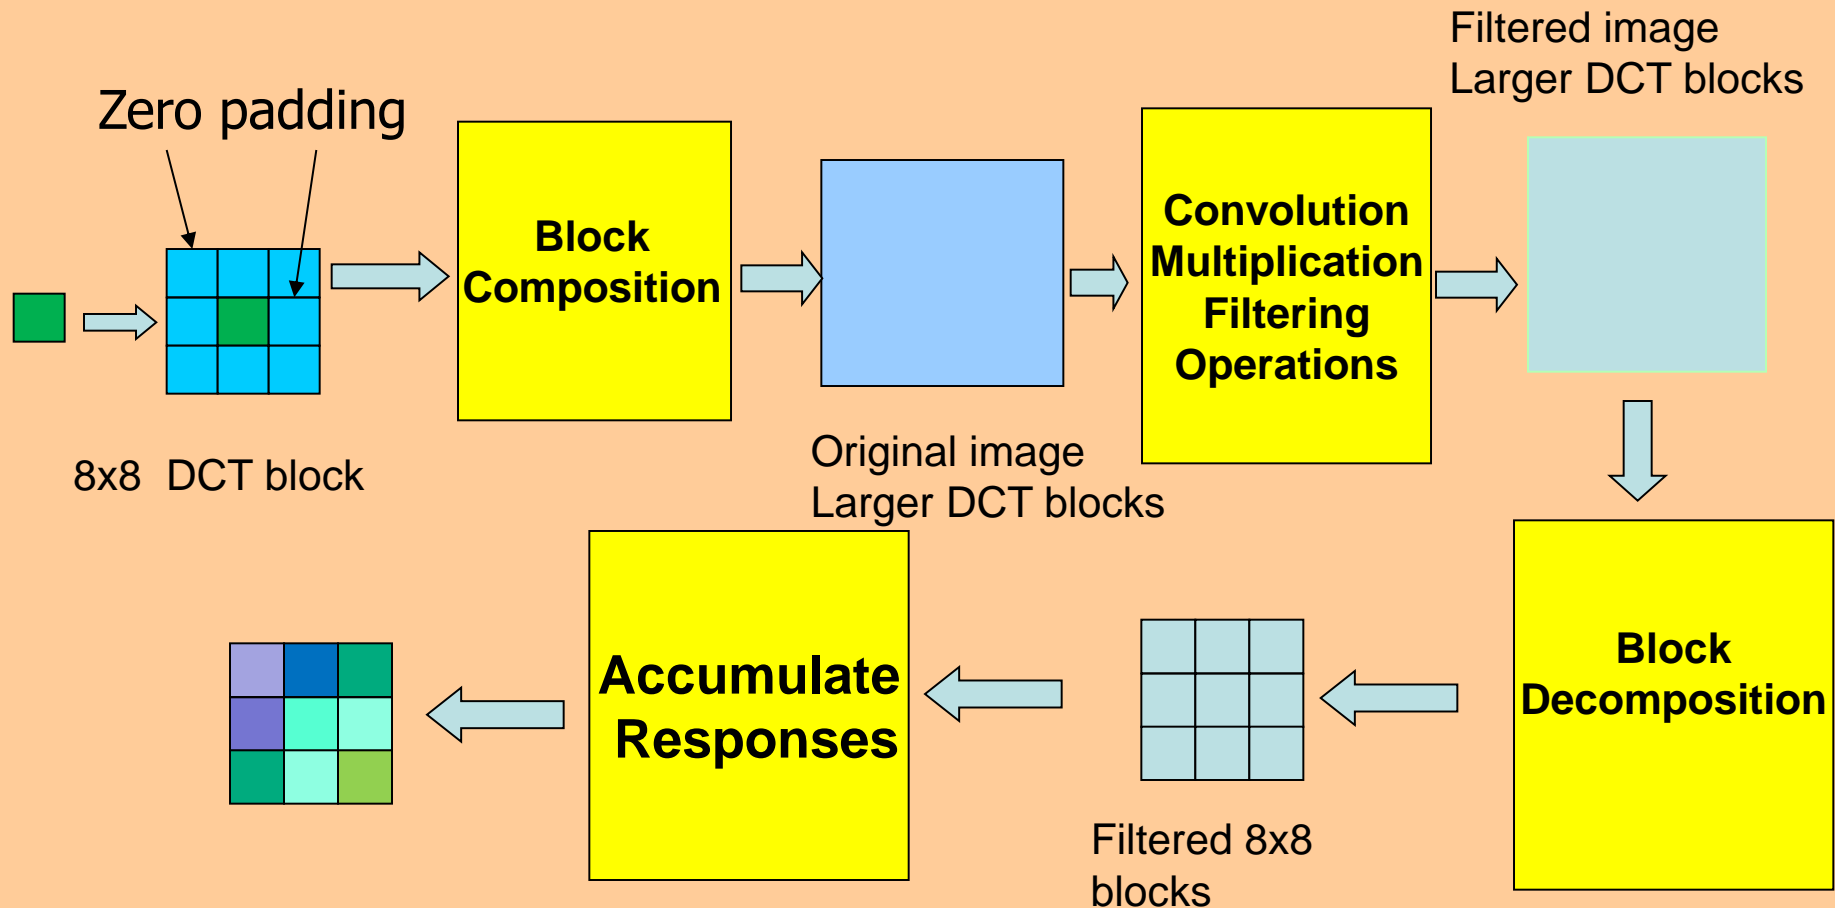 Filtered image
Larger DCT blocks
Zero padding
Block
Composition
Convolution
Multiplication
Filtering
Operations
8x8 DCT block
Original image
Larger DCT blocks
Block
Decomposition
Accumulate
Responses
Filtered 8x8
blocks